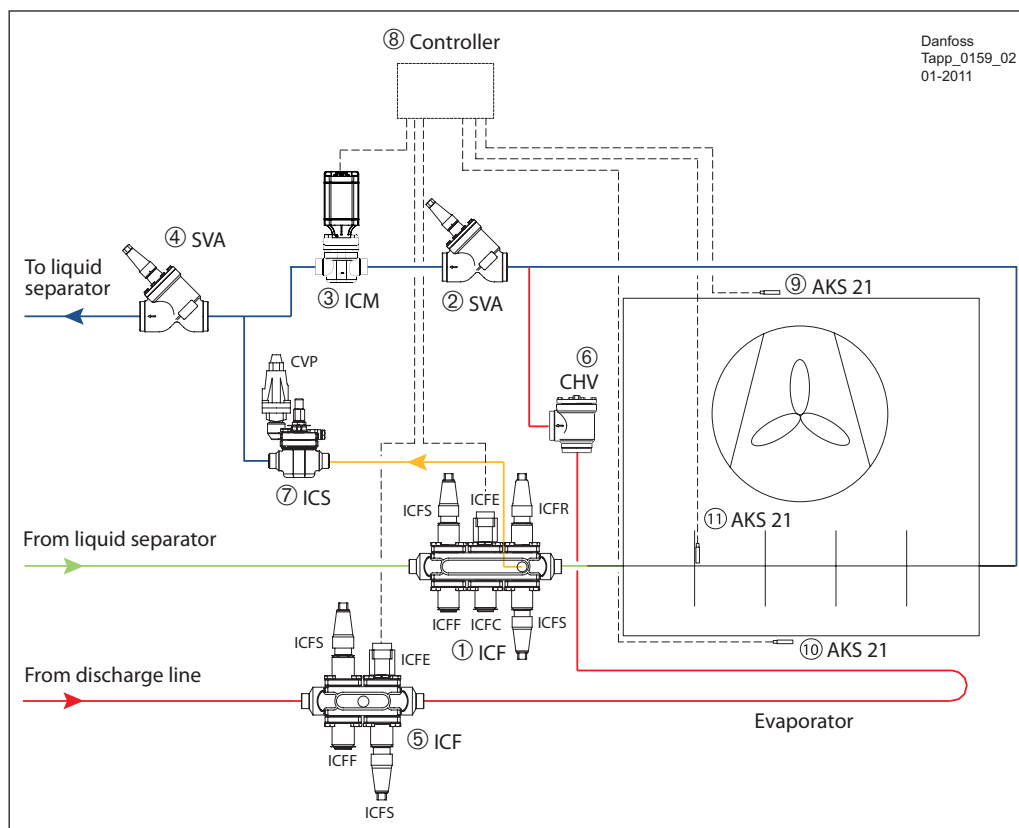 ⑧ Controller
Danfoss
Tapp_0159_02
01-2011
④ SVA
To liquid
separator
③ ICM
② SVA
⑨ AKS 21
CVP
⑥
CHV
⑦ ICS
ICFS
ICFE
ICFR
⑪ AKS 21
From liquid separator
ICFF
ICFC
ICFS
① ICF
ICFS
ICFE
⑩ AKS 21
From discharge line
Evaporator
⑤ ICF
ICFF
ICFS